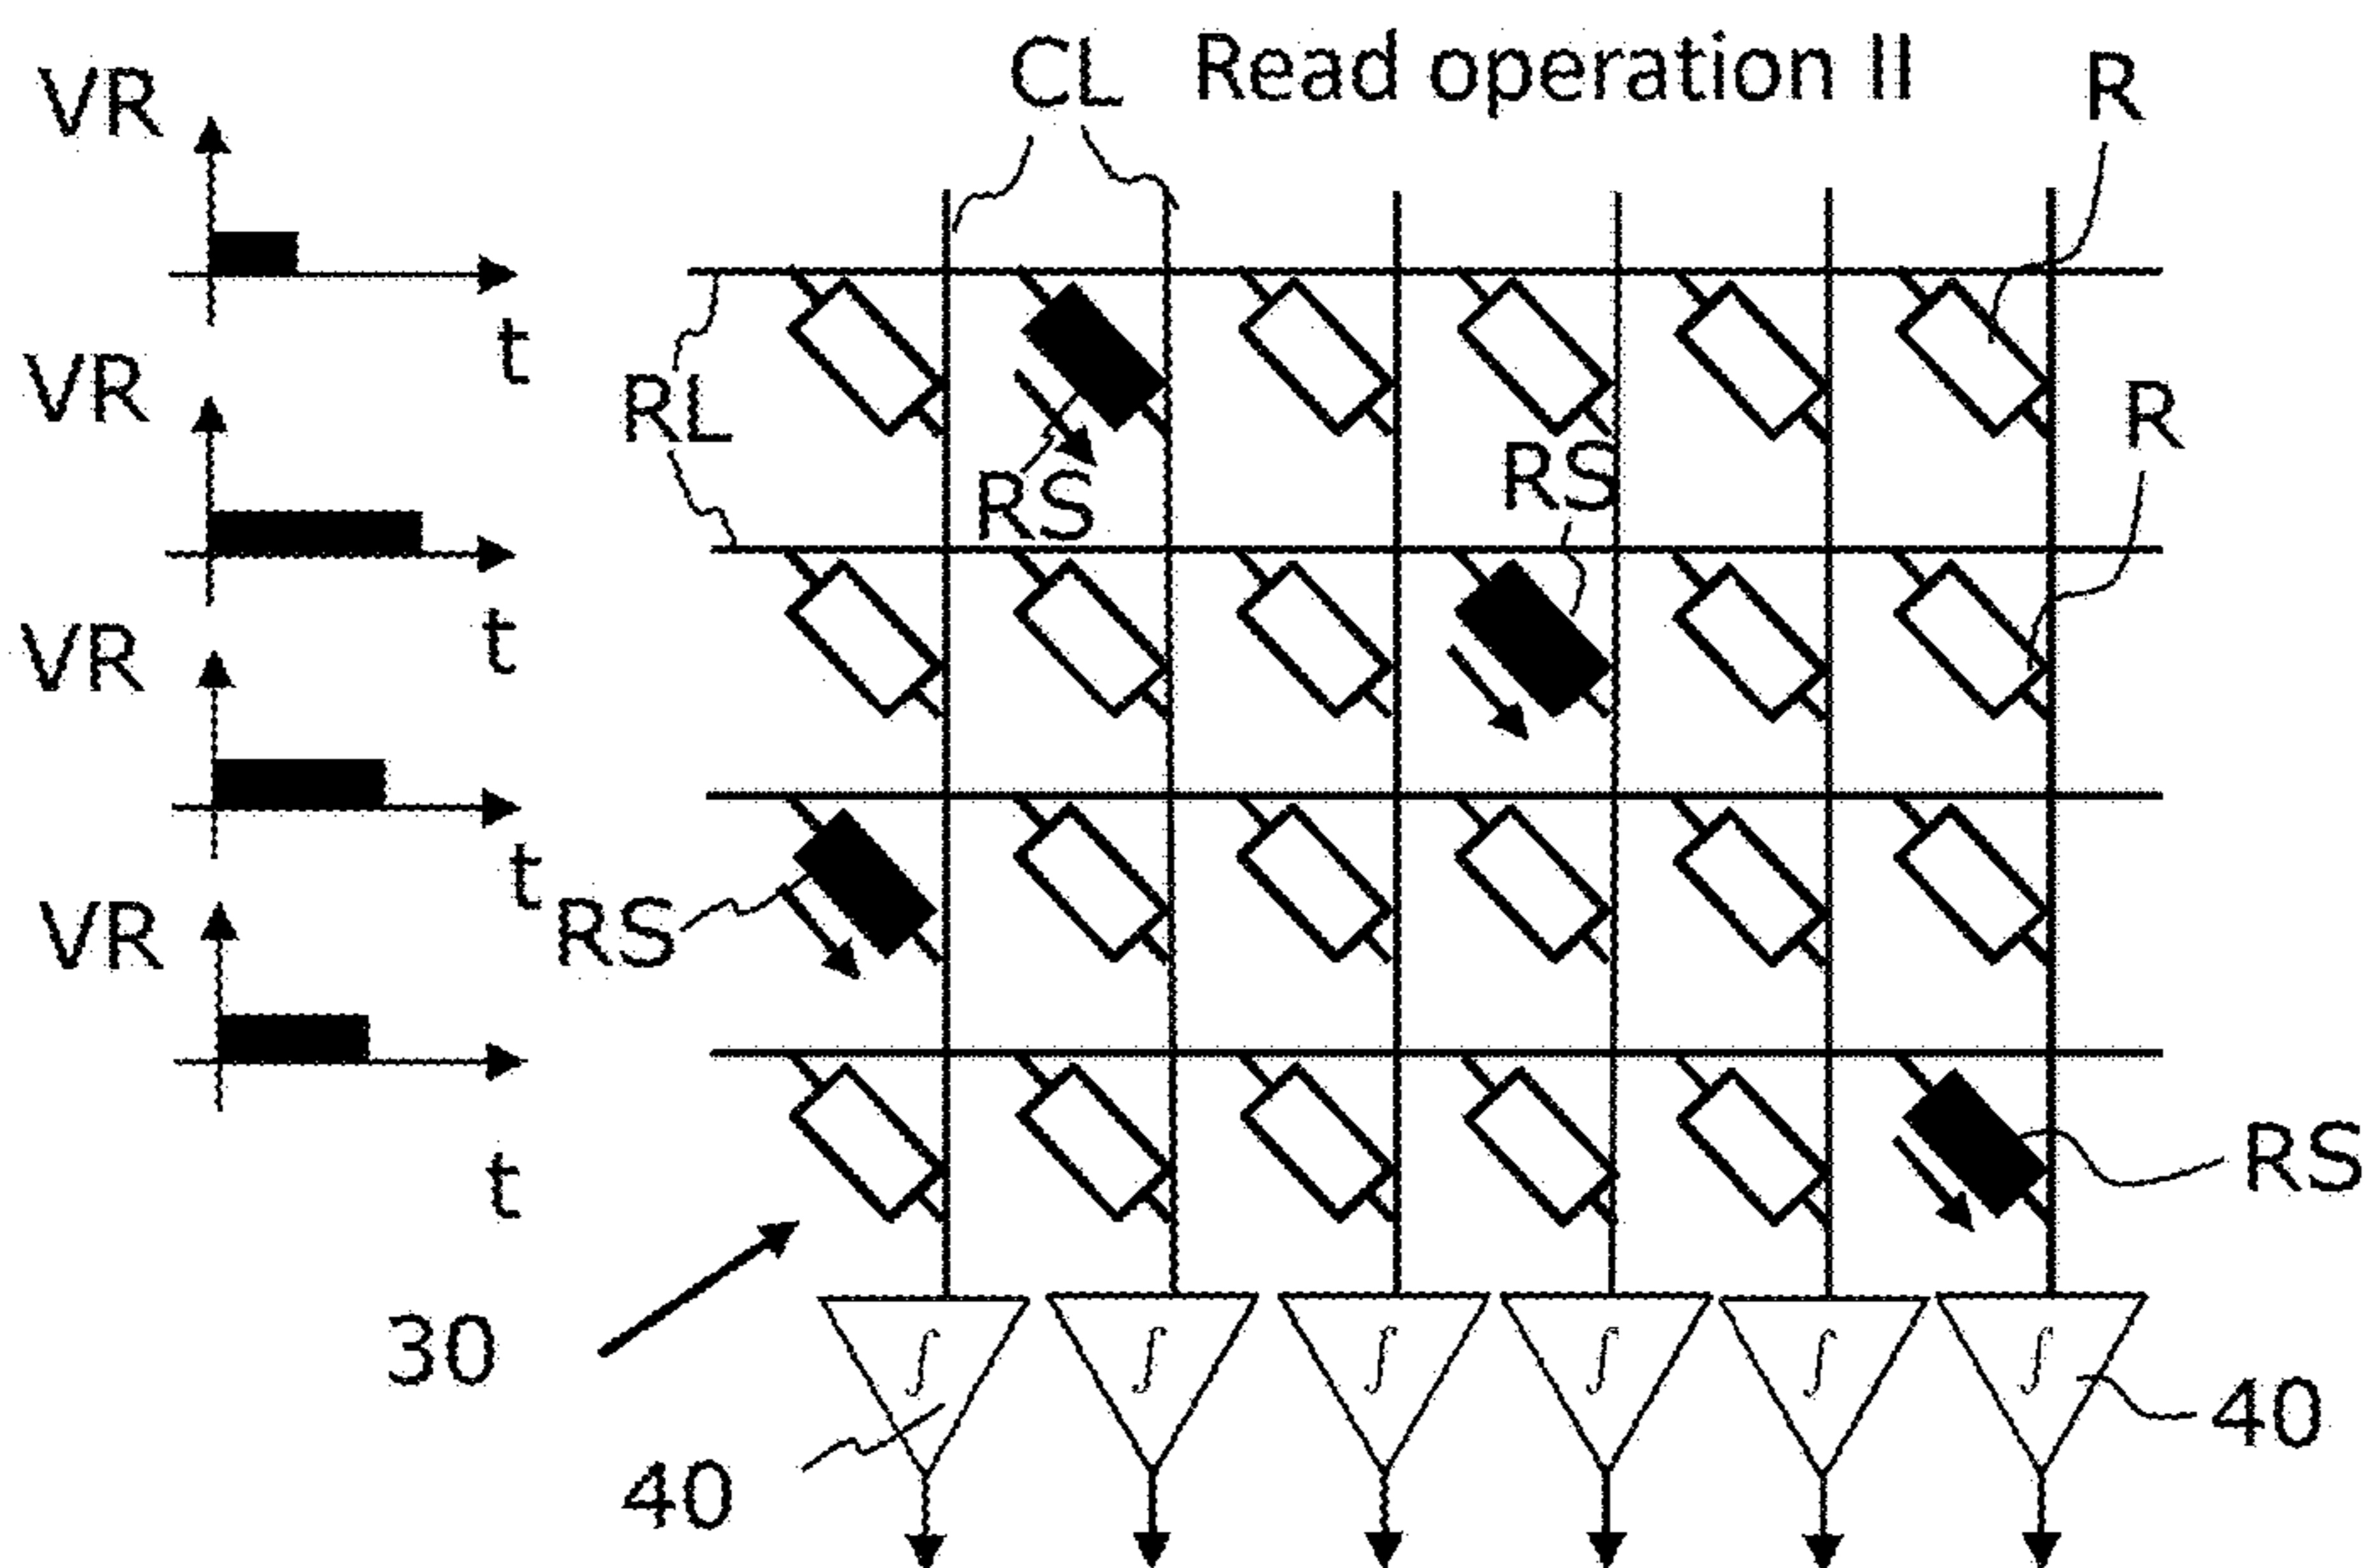 CL Read operation II
R
VR
t
VR
RL
R
RS
RS
t
VR
t
RS
VR
t
RS
30
∫ ∫ ∫ ∫ ∫ ∫
40
40